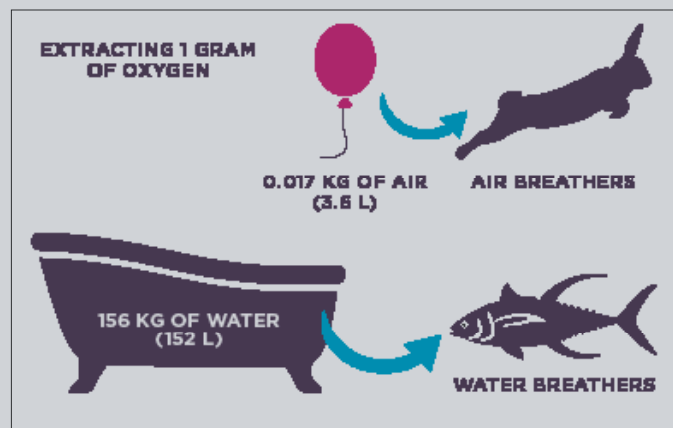 EXTRACTING 1 GRAM
OF OXYGEN
0.017 KG OF AIR
(3.6 L)
AIR BREATHERS
156 KG OF WATER
(152 L)
WATER BREATHERS